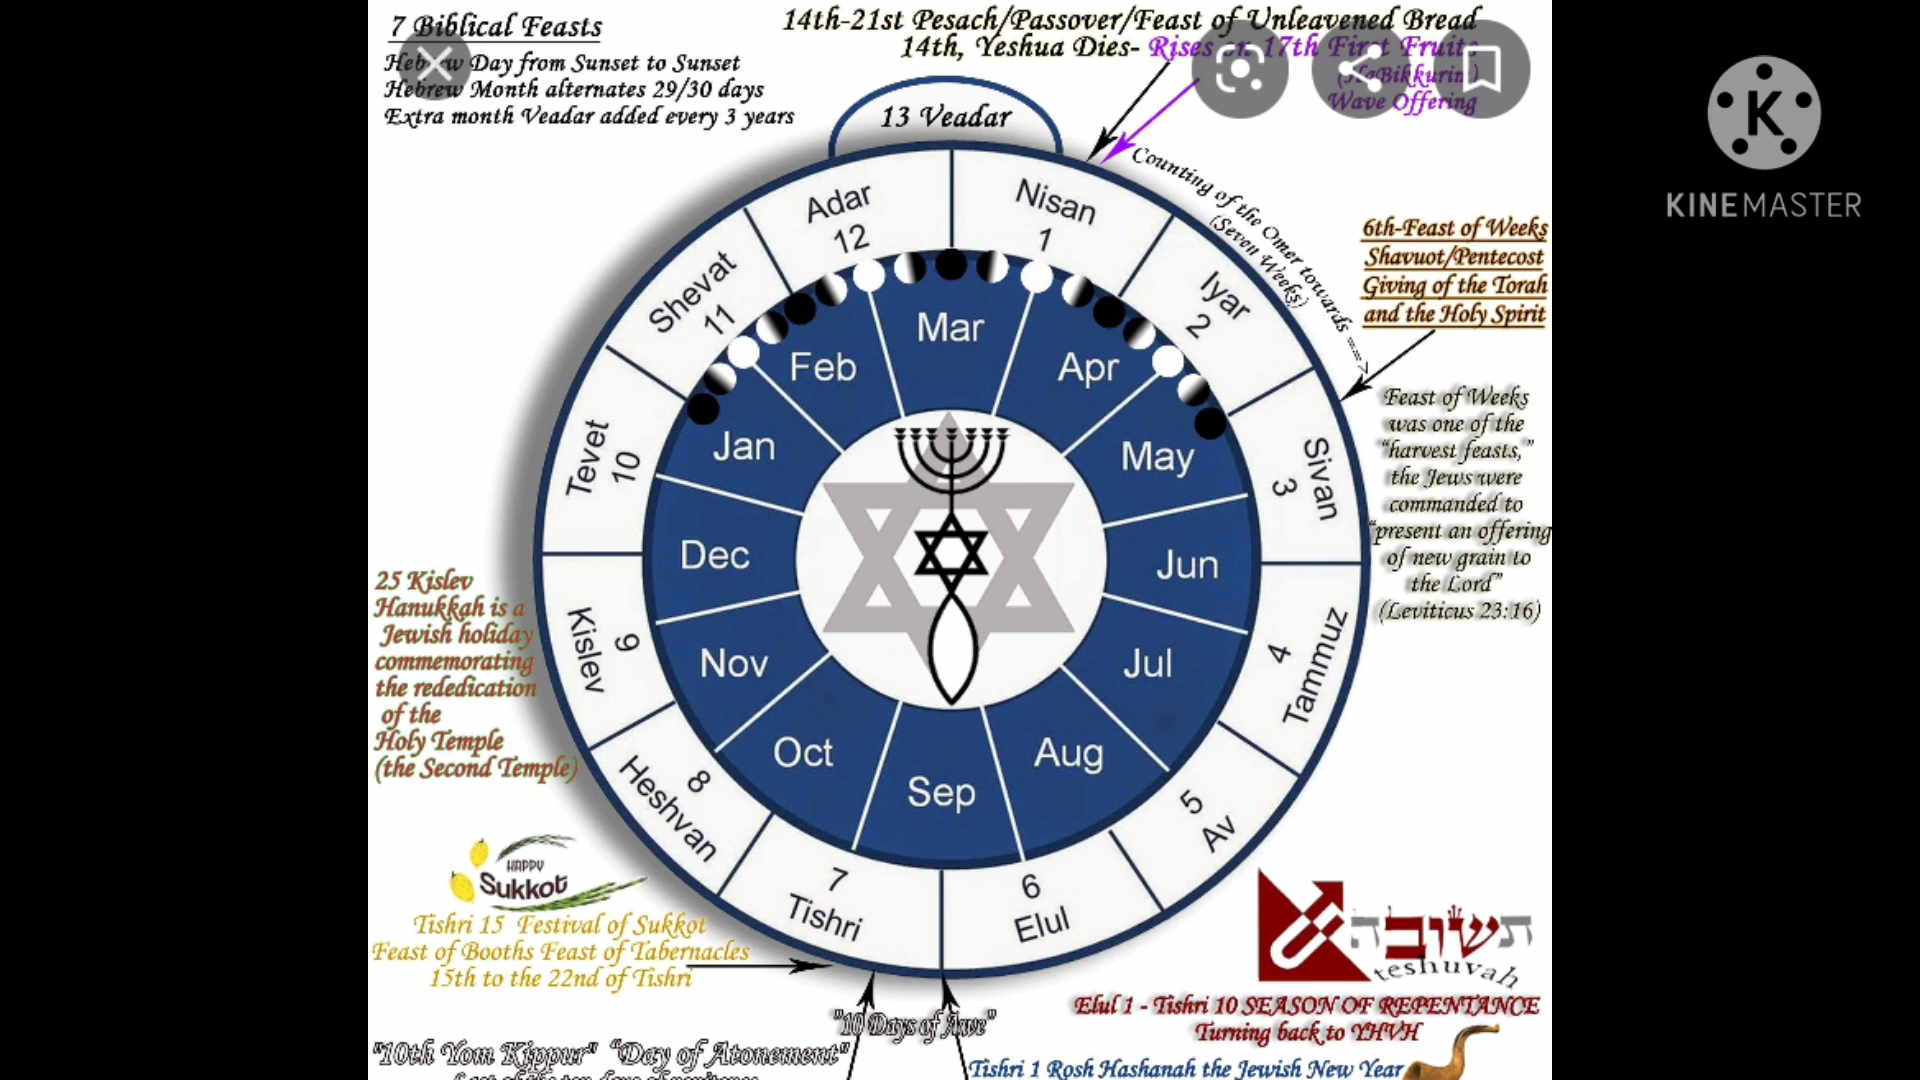 7 Biblical Feasts
Hebrew Day from Sunset to Sunset
Hebrew Month alternates 29/30 days
Extra month Veadar added every 3 years
14th-21st Pesach/Passover/Feast of Unleavened Bread
14th, Yeshua Dies- Rises on 17th First Fruits
(HaBikkurim)
Wave Offering
13 Veadar
Counting of the Omer towards ==>
(Seven Weeks)
Nisan
1
Iyar
2
Sivan
3
4
Tammuz
5
Av
6
Elul
7
Tishri
8
Heshvan
9
Kislev
Tevet
10
Shevat
11
Adar
12
Jan
Feb
Mar
Apr
May
Jun
Jul
Aug
Sep
Oct
Nov
Dec
6th-Feast of Weeks
Shavuot/Pentecost
Giving of the Torah
and the Holy Spirit
Feast of Weeks
was one of the
“harvest feasts,”
the Jews were
commanded to
“present an offering
of new grain to
the Lord”
(Leviticus 23:16)
25 Kislev
Hanukkah is a
Jewish holiday
commemorating
the rededication
of the
Holy Temple
(the Second Temple)
HAPPY
Sukkot
Tishri 15 Festival of Sukkot
Feast of Booths Feast of Tabernacles
15th to the 22nd of Tishri
"10 Days of Awe"
"10th Yom Kippur" “Day of Atonement"
תשובה
teshuvah
Elul 1 - Tishri 10 SEASON OF REPENTANCE
Turning back to YHVH
Tishri 1 Rosh Hashanah the Jewish New Year
K
KINEMASTER